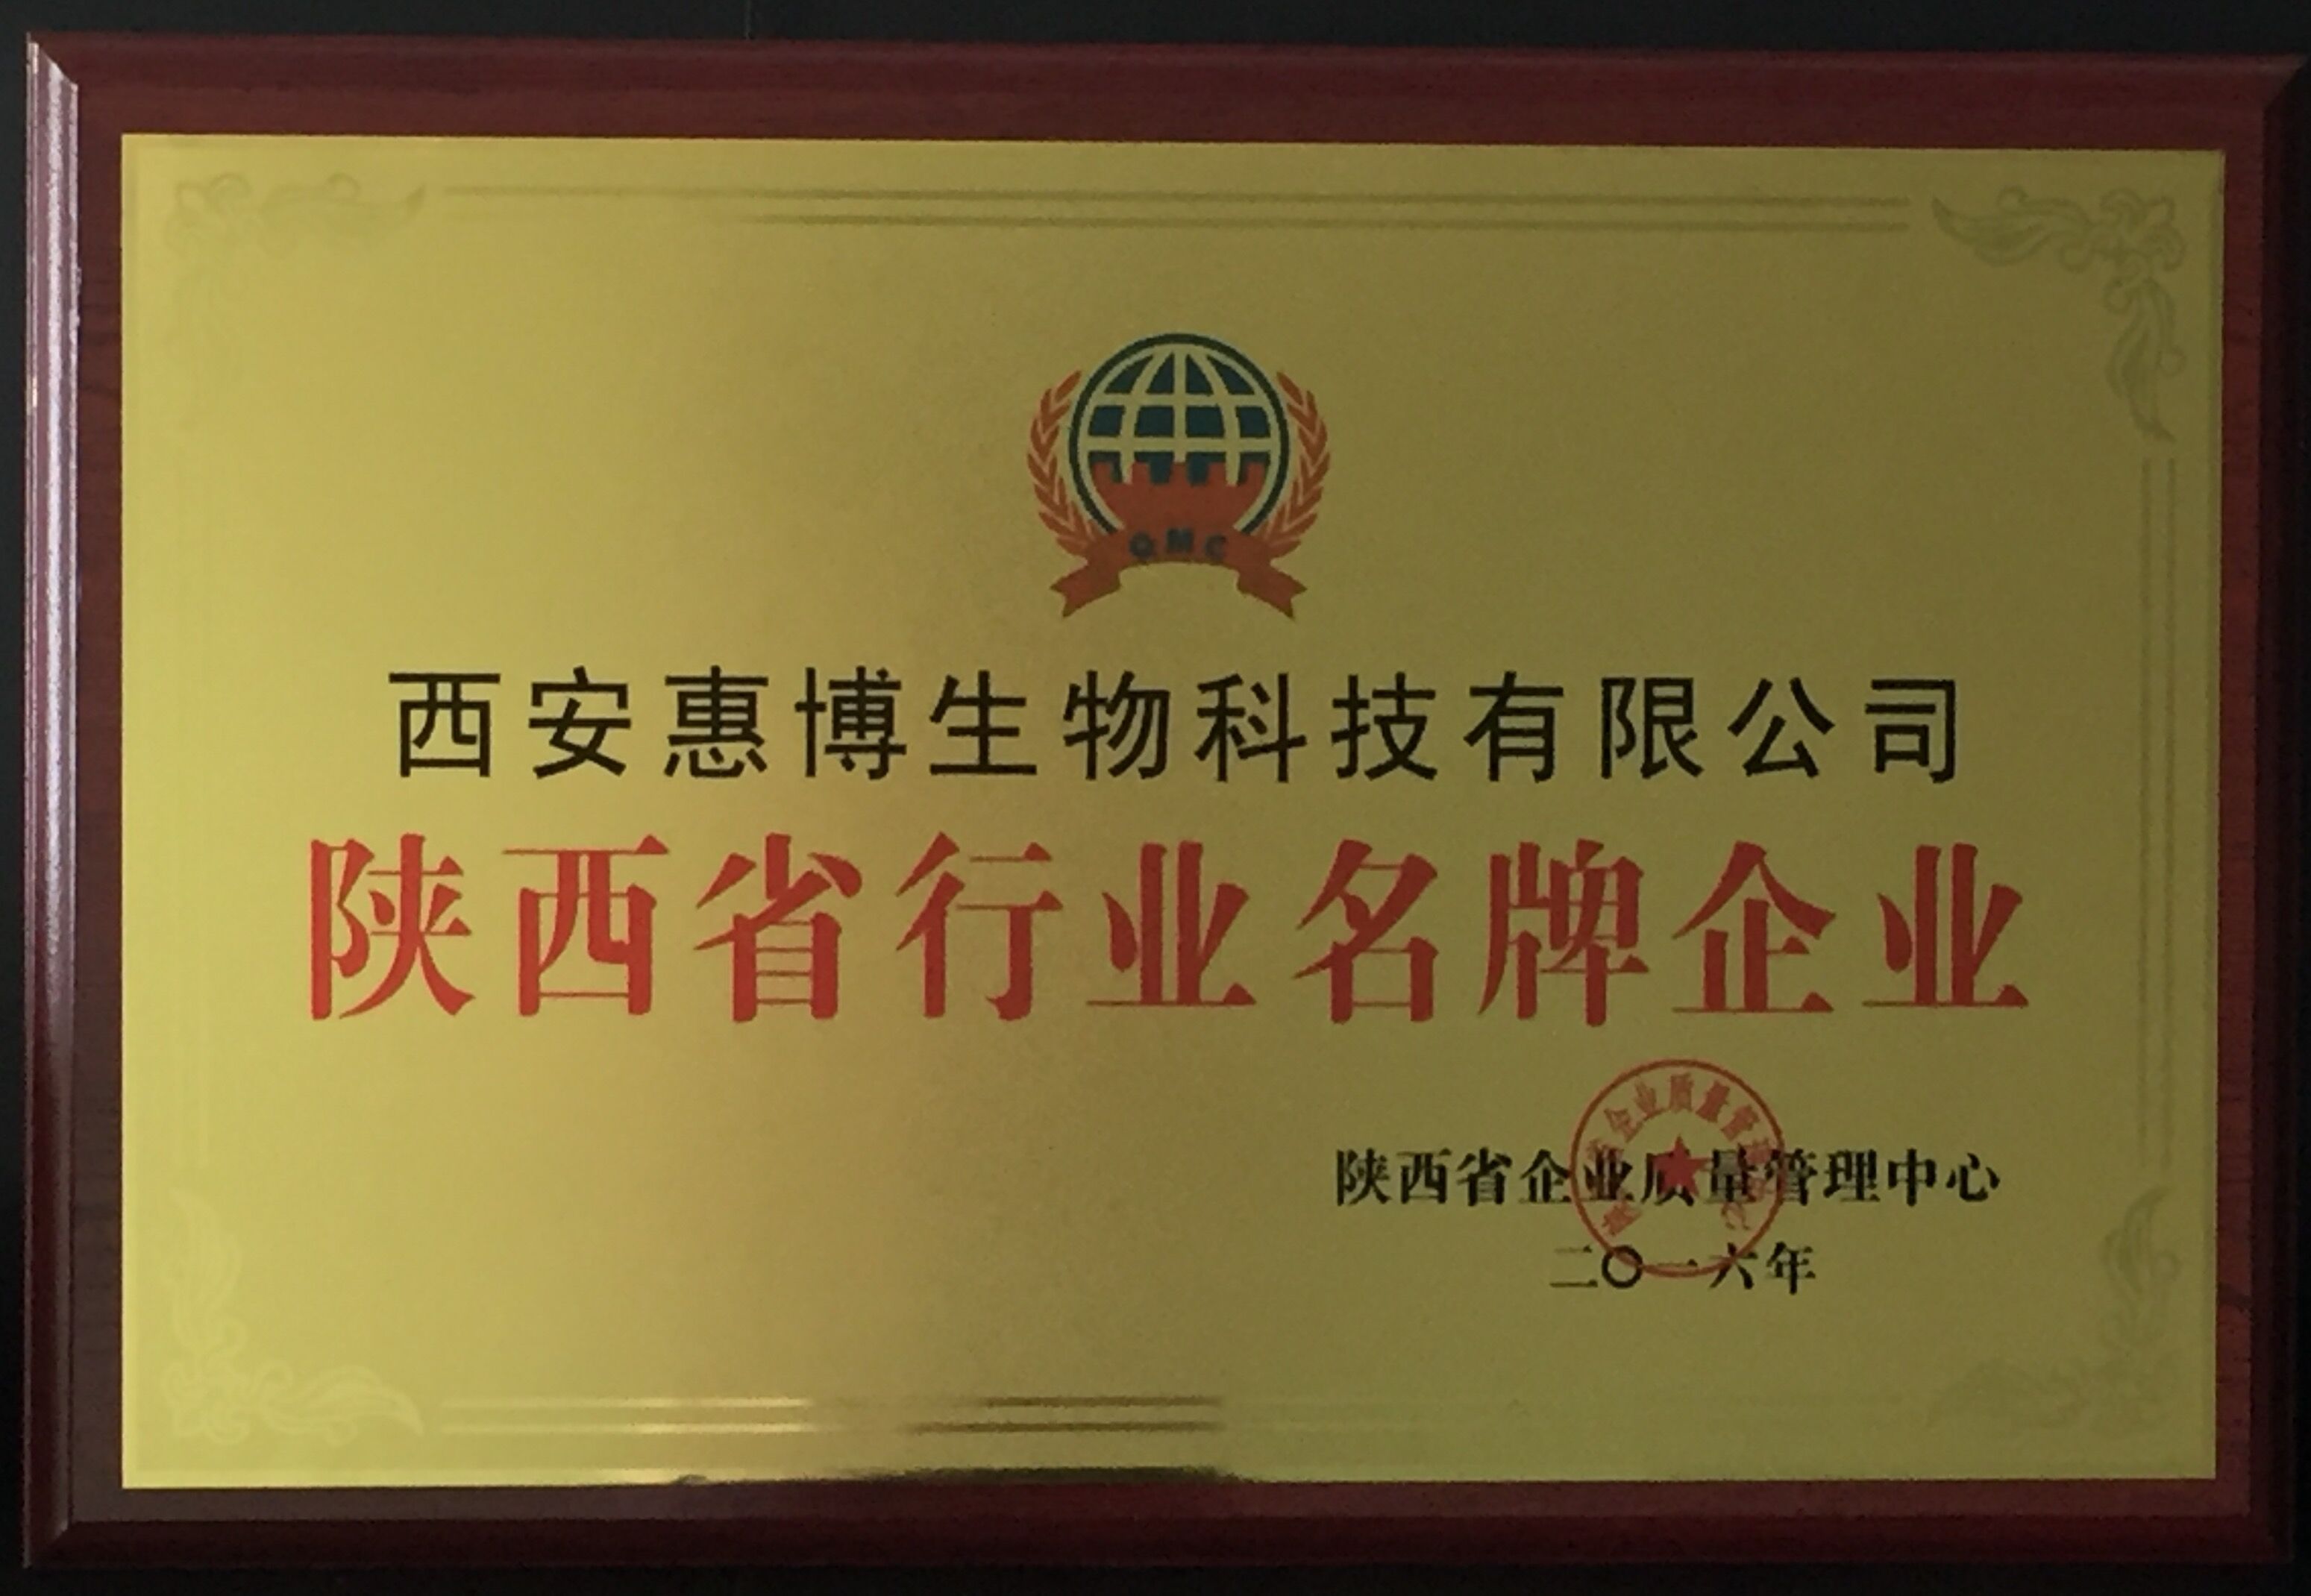 QMC
西安惠博生物科技有限公司
陕西省行业名牌企业
陕西省企业质量管理中心
二〇一六年